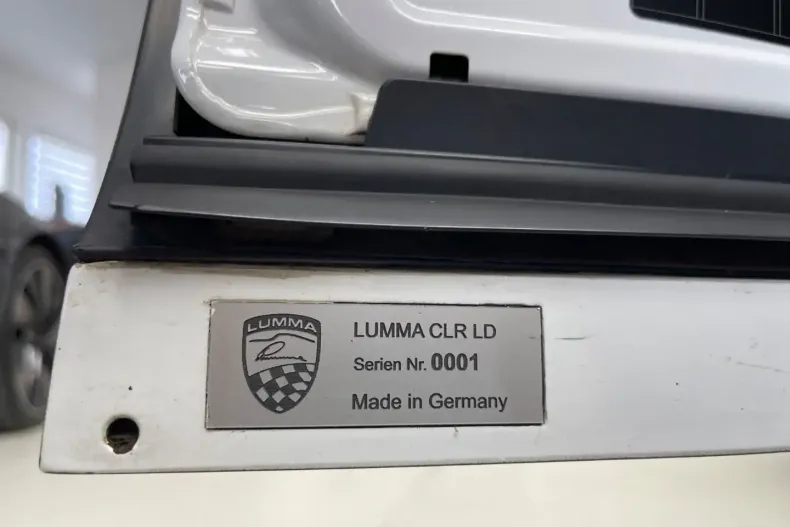 LUMMA
LUMMA CLR LD
Serien Nr. 0001
Made in Germany